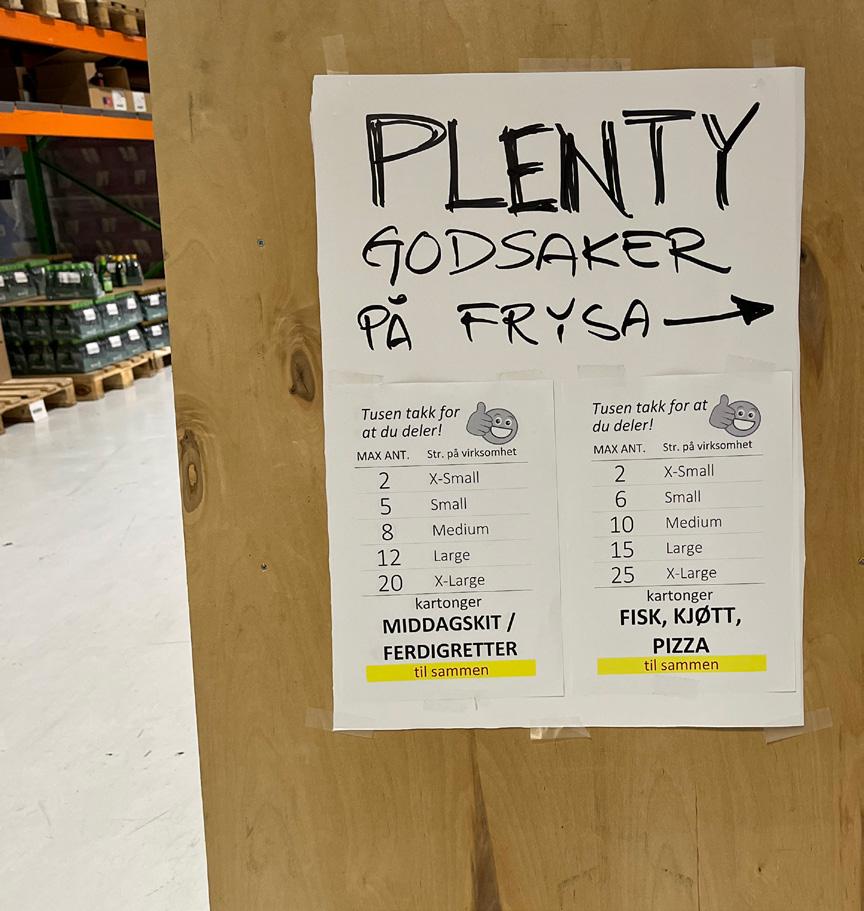 PLENTY
GODSAKER
PÅ FRYSA
Tusen takk for
at du deler!
MAX ANT. Str. på virksomhet
2 X-Small
5 Small
8 Medium
12 Large
20 X-Large
kartonger
MIDDAGSKIT /
FERDIGRETTER
til sammen
Tusen takk for at
du deler!
MAX ANT. Str. på virksomhet
2 X-Small
6 Small
10 Medium
15 Large
25 X-Large
kartonger
FISK, KJØTT,
PIZZA
til sammen